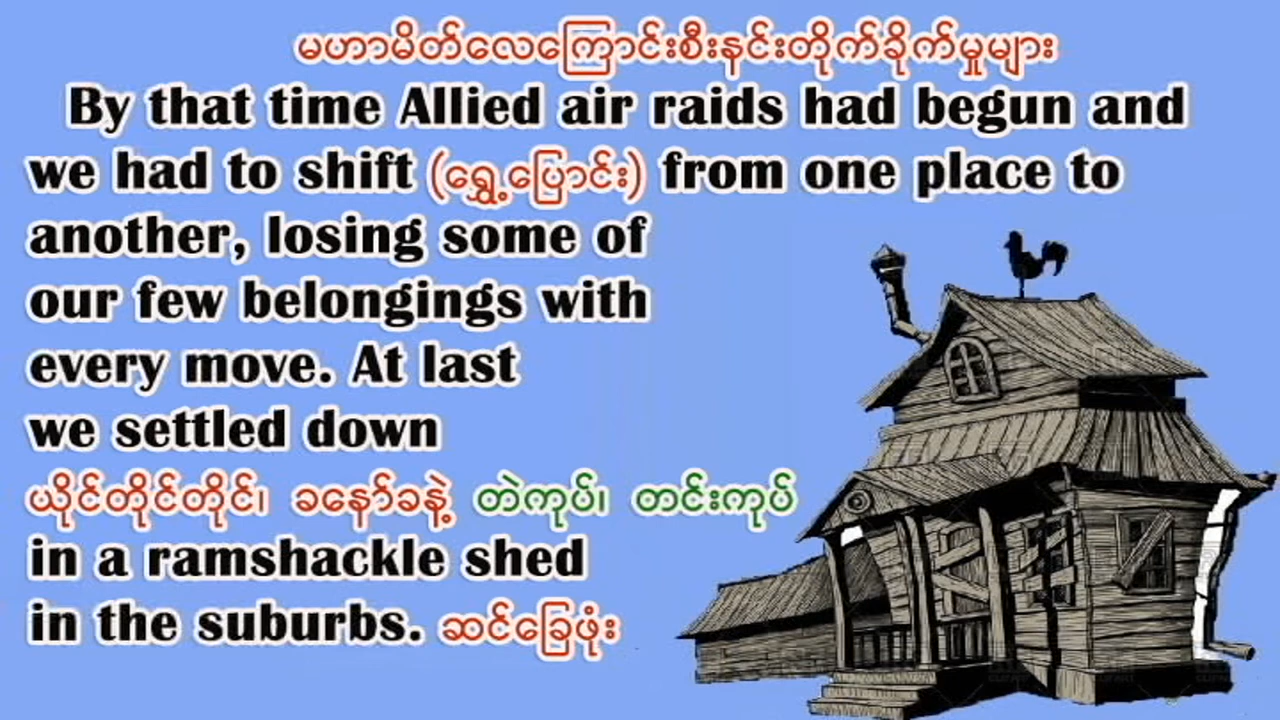 မဟာမိတ်လေကြောင်းစီးနင်းတိုက်ခိုက်မှုများ
By that time Allied air raids had begun and
we had to shift (ရွှေ့ပြောင်း) from one place to
another, losing some of
our few belongings with
every move. At last
we settled down
ယိုင်တိုင်တိုင်၊ ခနော်ခနဲ့ တဲကုပ်၊ တင်းကုပ်
in a ramshackle shed
in the suburbs. ဆင်ခြေဖုံး